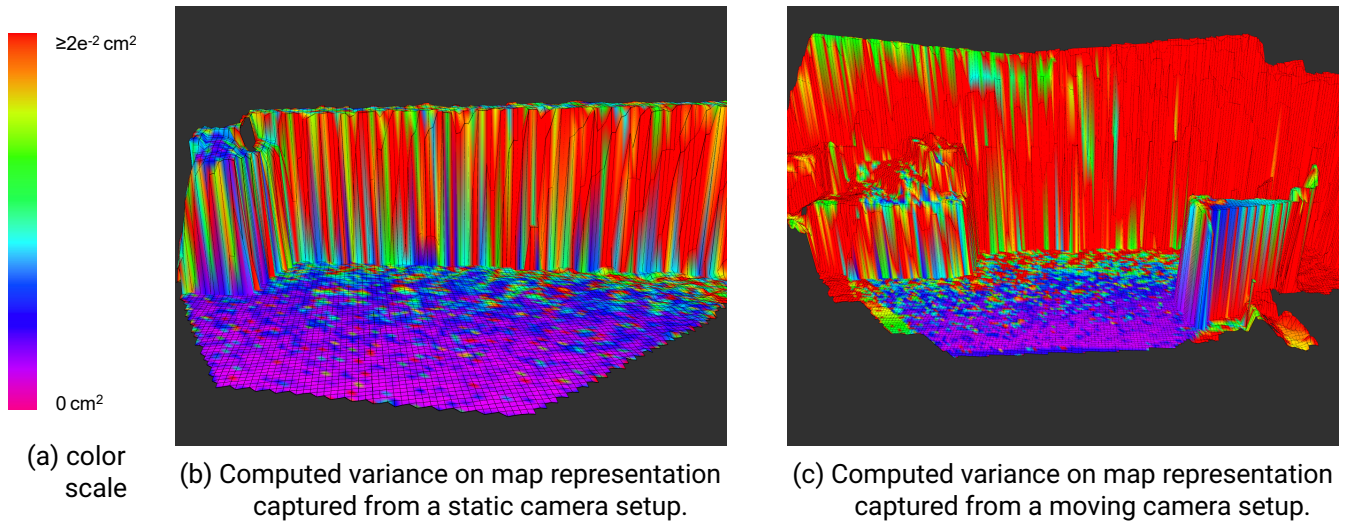 ≥2e⁻² cm²
0 cm²
(a) color
scale
(b) Computed variance on map representation
captured from a static camera setup.
(c) Computed variance on map representation
captured from a moving camera setup.